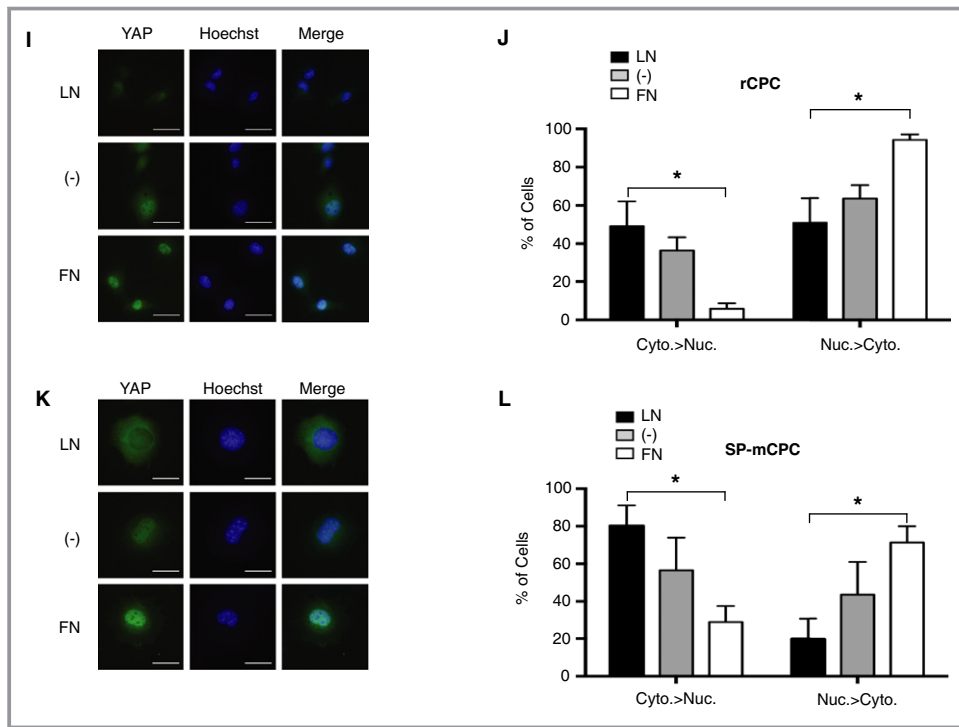 I
YAP Hoechst Merge
LN
(-)
FN
J
LN
(-)
FN
rCPC
*
*
% of Cells
100
80
60
40
20
0
Cyto.>Nuc. Nuc.>Cyto.
K
YAP Hoechst Merge
LN
(-)
FN
L
LN
(-)
FN
SP-mCPC
*
*
% of Cells
100
80
60
40
20
0
Cyto.>Nuc. Nuc.>Cyto.